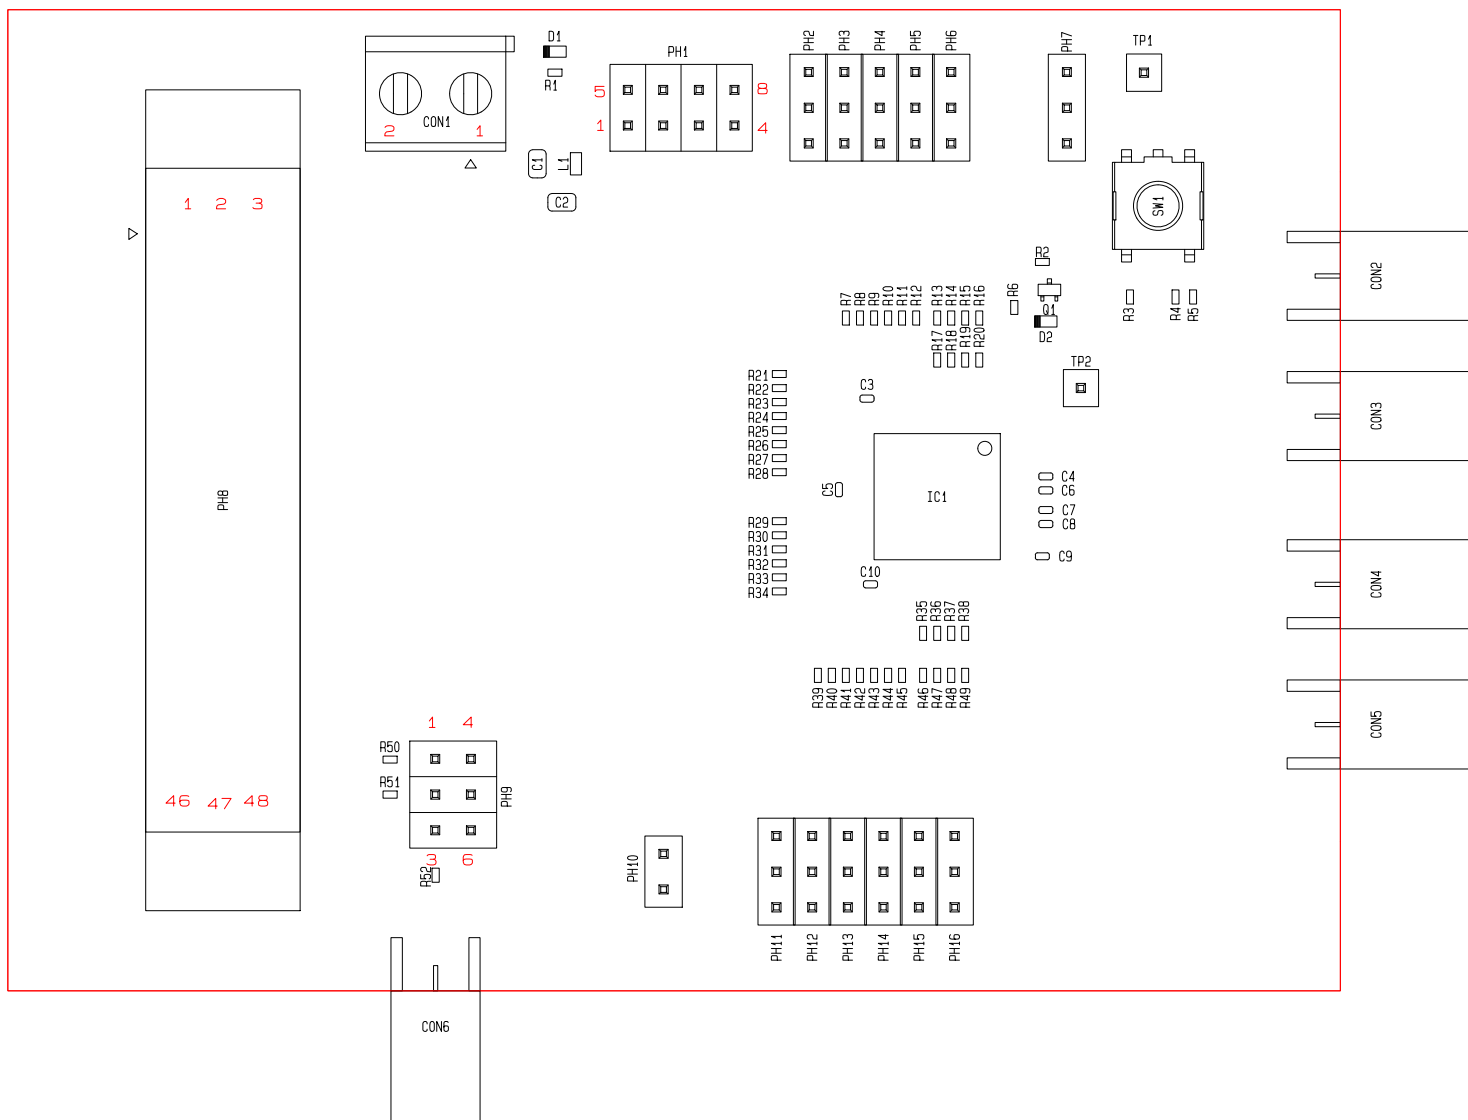 D1
R1
PH1
5
8
1
4
CON1
2
1
C1
L1
C2
PH2
PH3
PH4
PH5
PH6
PH7
TP1
SW1
1
2
3
PH8
46
47
48
R2
R6
Q1
D2
R3
R4
R5
CON2
R7
R8
R9
R10
R11
R12
R13
R14
R15
R16
R17
R18
R19
R20
TP2
CON3
R21
R22
R23
R24
R25
R26
R27
R28
C3
C5
IC1
C4
C6
C7
C8
C9
R29
R30
R31
R32
R33
R34
C10
CON4
R35
R36
R37
R38
R39
R40
R41
R42
R43
R44
R45
R46
R47
R48
R49
CON5
1
4
R50
R51
PH9
3
6
R52
PH10
PH11
PH12
PH13
PH14
PH15
PH16
CON6